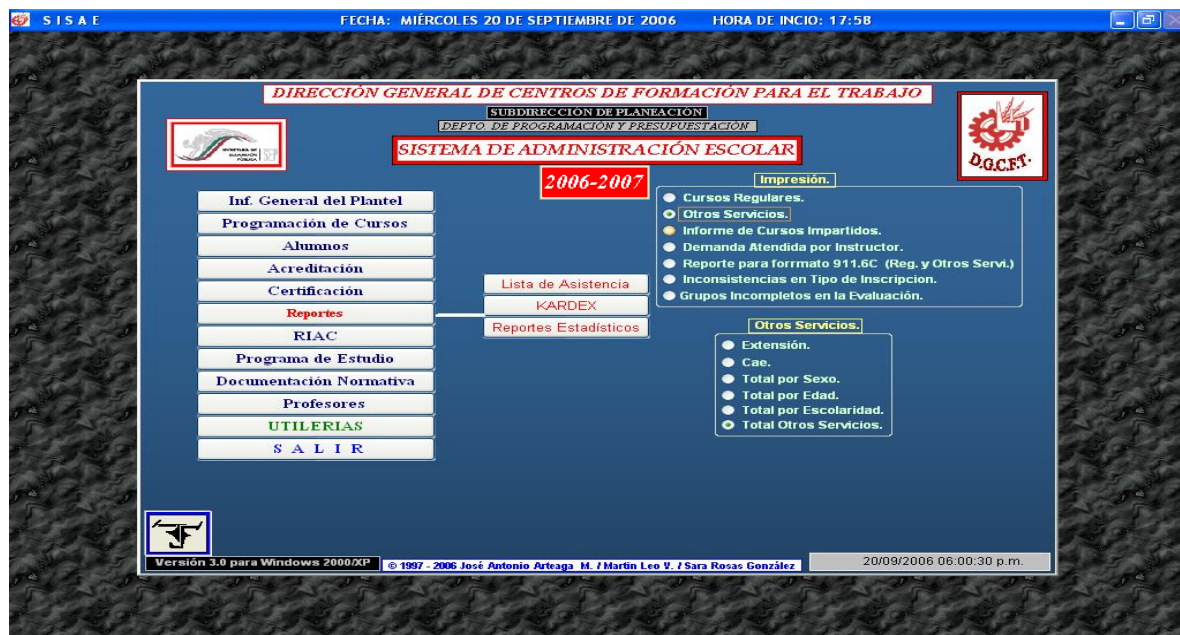 SISAE FECHA: MIÉRCOLES 20 DE SEPTIEMBRE DE 2006 HORA DE INCIO: 17:58
DIRECCIÓN GENERAL DE CENTROS DE FORMACIÓN PARA EL TRABAJO
SUBDIRECCIÓN DE PLANEACIÓN
DEPTO. DE PROGRAMACIÓN Y PRESUPUESTACIÓN
SISTEMA DE ADMINISTRACIÓN ESCOLAR
2006-2007
D.G.C.F.T.
Inf. General del Plantel
Programación de Cursos
Alumnos
Acreditación
Certificación
Reportes
RIAC
Programa de Estudio
Documentación Normativa
Profesores
UTILERIAS
S A L I R
Lista de Asistencia
KARDEX
Reportes Estadísticos
Impresión.
Cursos Regulares.
Otros Servicios.
Informe de Cursos Impartidos.
Demanda Atendida por Instructor.
Reporte para forrmato 911.6C (Reg. y Otros Servi.)
Inconsistencias en Tipo de Inscripcion.
Grupos Incompletos en la Evaluación.
Otros Servicios.
Extensión.
Cae.
Total por Sexo.
Total por Edad.
Total por Escolaridad.
Total Otros Servicios.
Versión 3.0 para Windows 2000/XP
© 1997 - 2006 José Antonio Arteaga M. / Martin Leo V. / Sara Rosas González
20/09/2006 06:00:30 p.m.